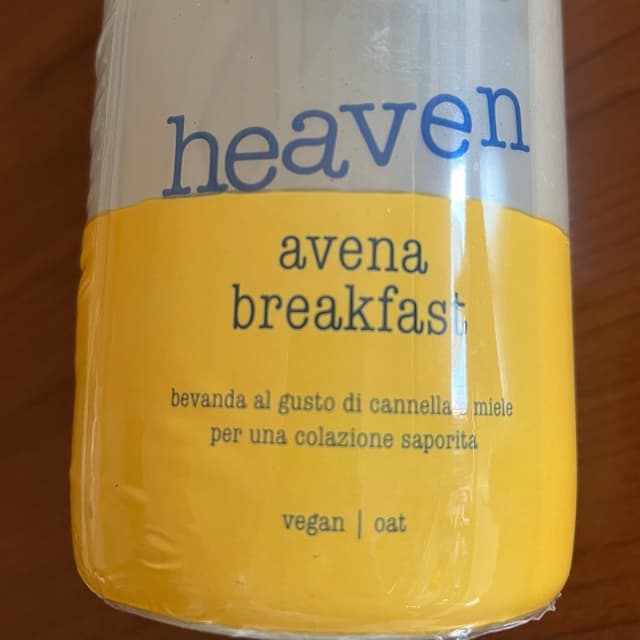 heaven
avena
breakfast
bevanda al gusto di cannella e miele
per una colazione saporita
vegan | oat